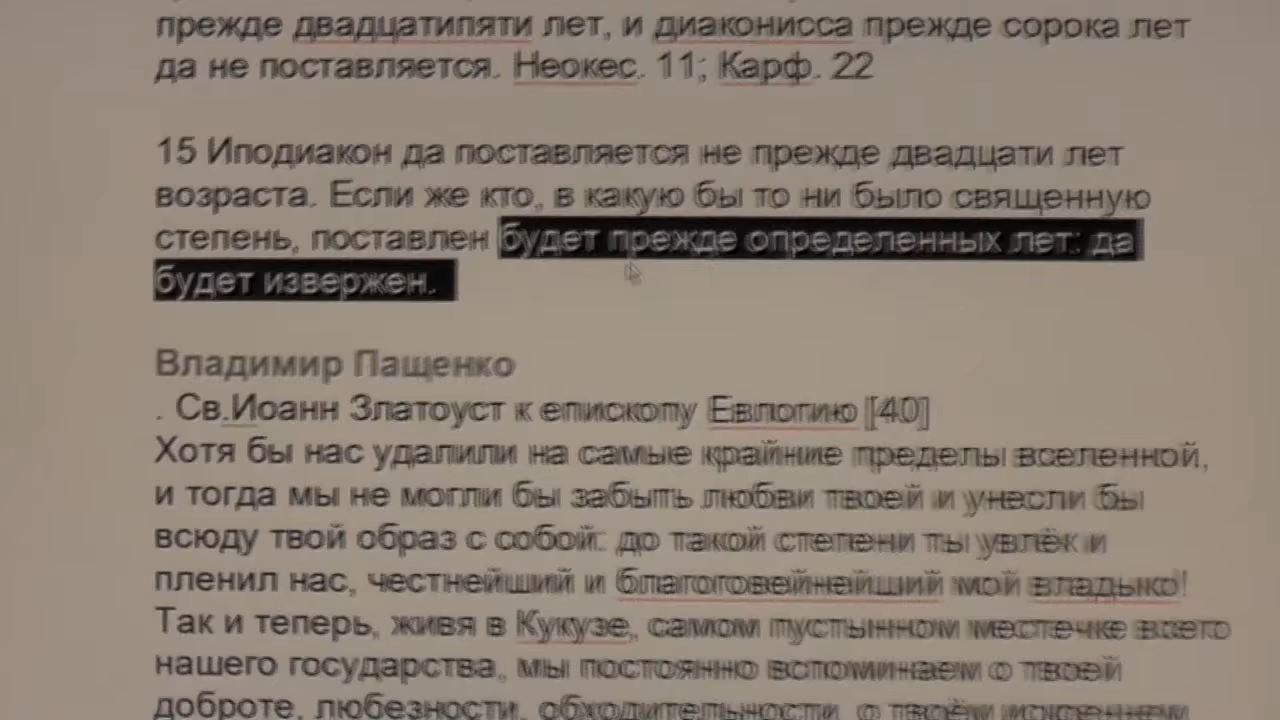 прежде двадцатипяти лет, и диаконисса прежде сорока лет
да не поставляется. Неокес. 11; Карф. 22
15 Иподиакон да поставляется не прежде двадцати лет
возраста. Если же кто, в какую бы то ни было священную
степень, поставлен будет прежде определенных лет: да
будет извержен.
Владимир Пащенко
. Св.Иоанн Златоуст к епископу Евлогию [40]
Хотя бы нас удалили на самые крайние пределы вселенной,
и тогда мы не могли бы забыть любви твоей и унесли бы
всюду твой образ с собой: до такой степени ты увлёк и
пленил нас, честнейший и благоговейнейший мой владыко!
Так и теперь, живя в Кукузе, самом пустынном местечке всего
нашего государства, мы постоянно вспоминаем о твоей
доброте, любезности, обходительности, о твоём искреннем